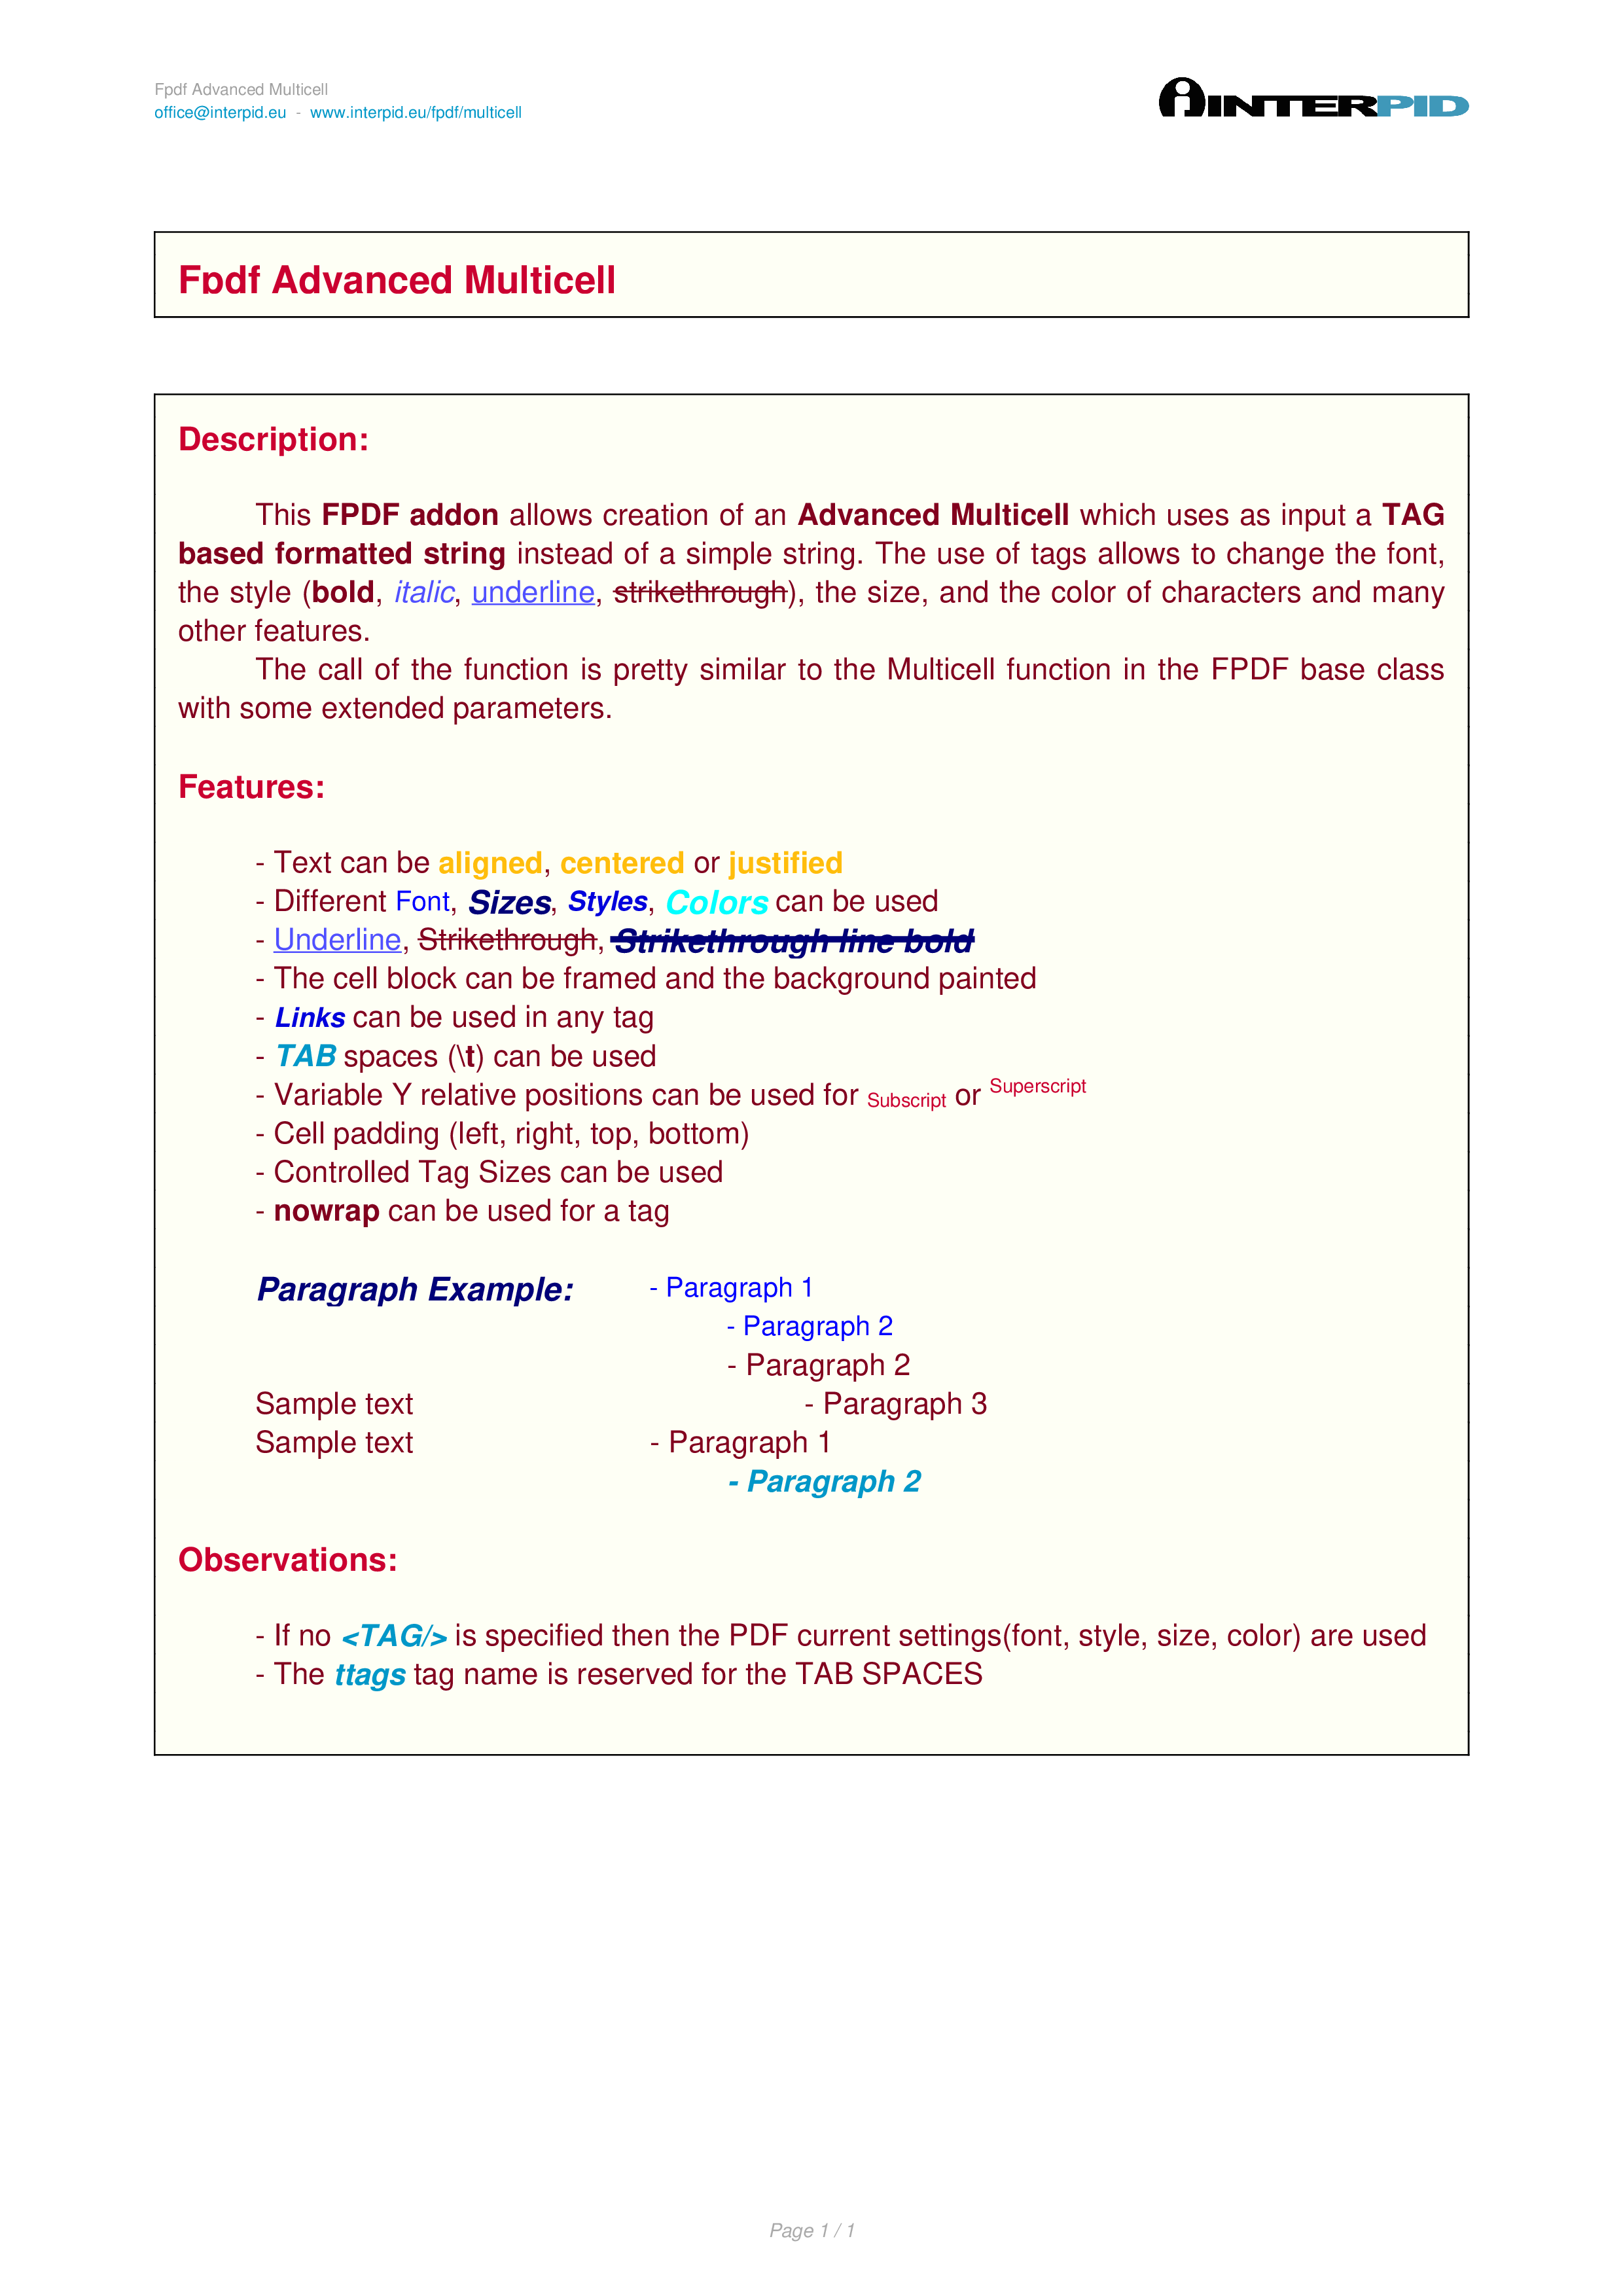 Fpdf Advanced Multicell
office@interpid.eu - www.interpid.eu/fpdf/multicell
INTERPID
Fpdf Advanced Multicell
Description:
This FPDF addon allows creation of an Advanced Multicell which uses as input a TAG
based formatted string instead of a simple string. The use of tags allows to change the font,
the style (bold, italic, underline, strikethrough), the size, and the color of characters and many
other features.
The call of the function is pretty similar to the Multicell function in the FPDF base class
with some extended parameters.
Features:
- Text can be aligned, centered or justified
- Different Font, Sizes, Styles, Colors can be used
- Underline, Strikethrough, Strikethrough line bold
- The cell block can be framed and the background painted
- Links can be used in any tag
- TAB spaces (\t) can be used
- Variable Y relative positions can be used for Subscript or Superscript
- Cell padding (left, right, top, bottom)
- Controlled Tag Sizes can be used
- nowrap can be used for a tag
Paragraph Example: - Paragraph 1
- Paragraph 2
- Paragraph 2
Sample text - Paragraph 3
Sample text - Paragraph 1
- Paragraph 2
Observations:
- If no <TAG/> is specified then the PDF current settings(font, style, size, color) are used
- The ttags tag name is reserved for the TAB SPACES
Page 1 / 1